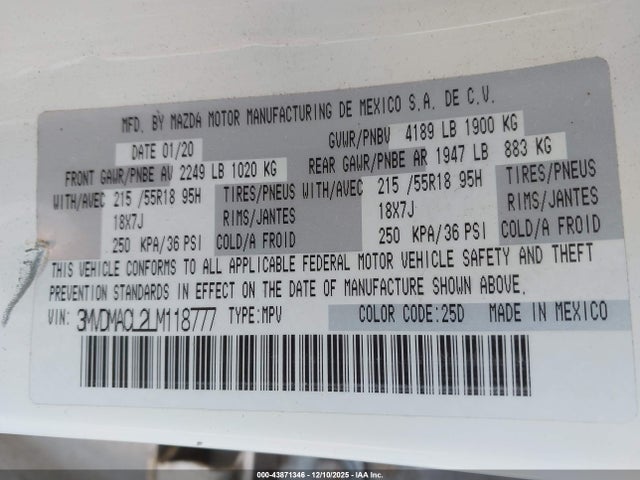 MFD. BY MAZDA MOTOR MANUFACTURING DE MEXICO S.A. DE C.V.
DATE 01/20 GVWR/PNBV 4189 LB 1900 KG
FRONT GAWR/PNBE AV 2249 LB 1020 KG REAR GAWR/PNBE AR 1947 LB 883 KG
WITH/AVEC 215 /55R18 95H TIRES/PNEUS WITH/AVEC 215 /55R18 95H TIRES/PNEUS
18X7J RIMS/JANTES 18X7J RIMS/JANTES
250 KPA/36 PSI COLD/A FROID 250 KPA/36 PSI COLD/A FROID
THIS VEHICLE CONFORMS TO ALL APPLICABLE FEDERAL MOTOR VEHICLE SAFETY AND THEFT
PREVENTION STANDARDS IN EFFECT ON THE DATE OF MANUFACTURE SHOWN ABOVE.
VIN: 3MVDMACL2LM118777 TYPE:MPV COLOR CODE:25D MADE IN MEXICO
000-43871346 - 12/10/2025 - IAA Inc.